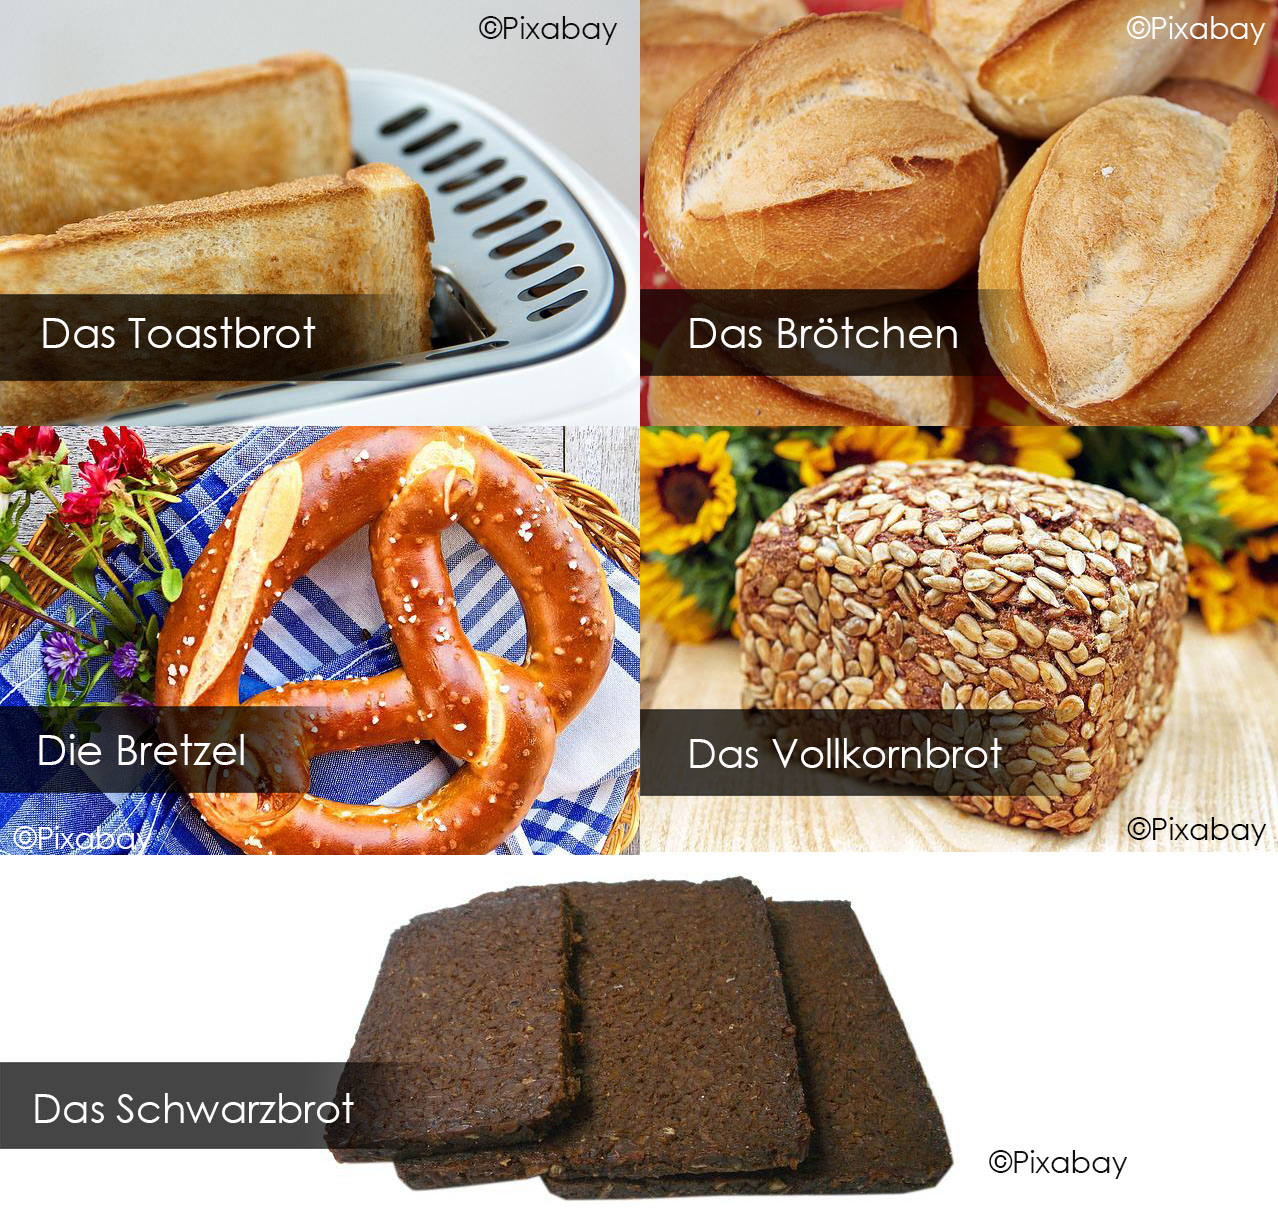 ©Pixabay
©Pixabay
Das Toastbrot
Das Brötchen
Die Bretzel
Das Vollkornbrot
©Pixabay
©Pixabay
Das Schwarzbrot
©Pixabay